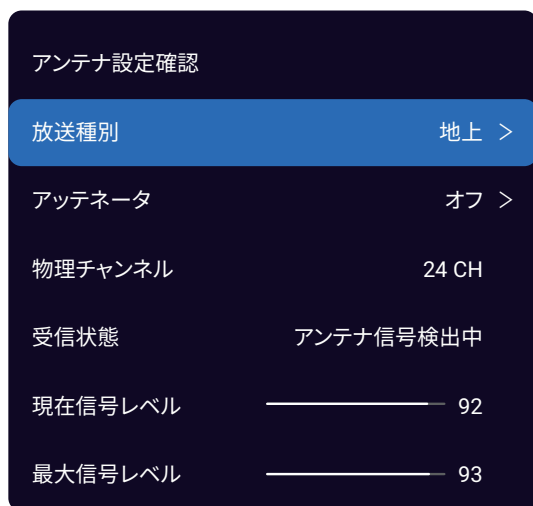 アンテナ設定確認
放送種別 地上 >
アッテネータ オフ >
物理チャンネル 24 CH
受信状態 アンテナ信号検出中
現在信号レベル 92
最大信号レベル 93